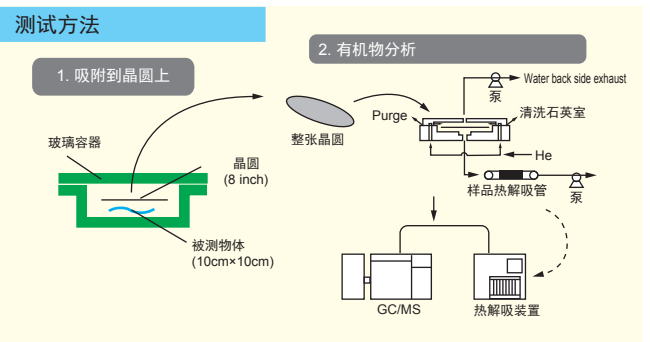 测试方法
1. 吸附到晶圆上
2. 有机物分析
玻璃容器
晶圆
(8 inch)
被测物体
(10cm×10cm)
整张晶圆
Purge
泵
Water back side exhaust
清洗石英室
He
样品热解吸管
泵
GC/MS
热解吸装置